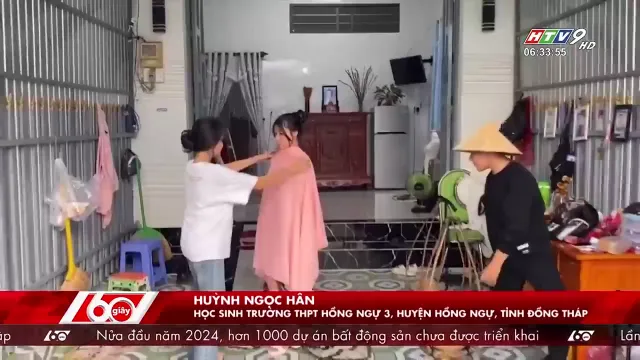 HTV9 HD
06:33:55
60 giây
HUỲNH NGỌC HÂN
HỌC SINH TRƯỜNG THPT HỒNG NGỰ 3, HUYỆN HỒNG NGỰ, TỈNH ĐỒNG THÁP
ắp • Nửa đầu năm 2024, hơn 1000 dự án bất động sản chưa được triển khai • Lần